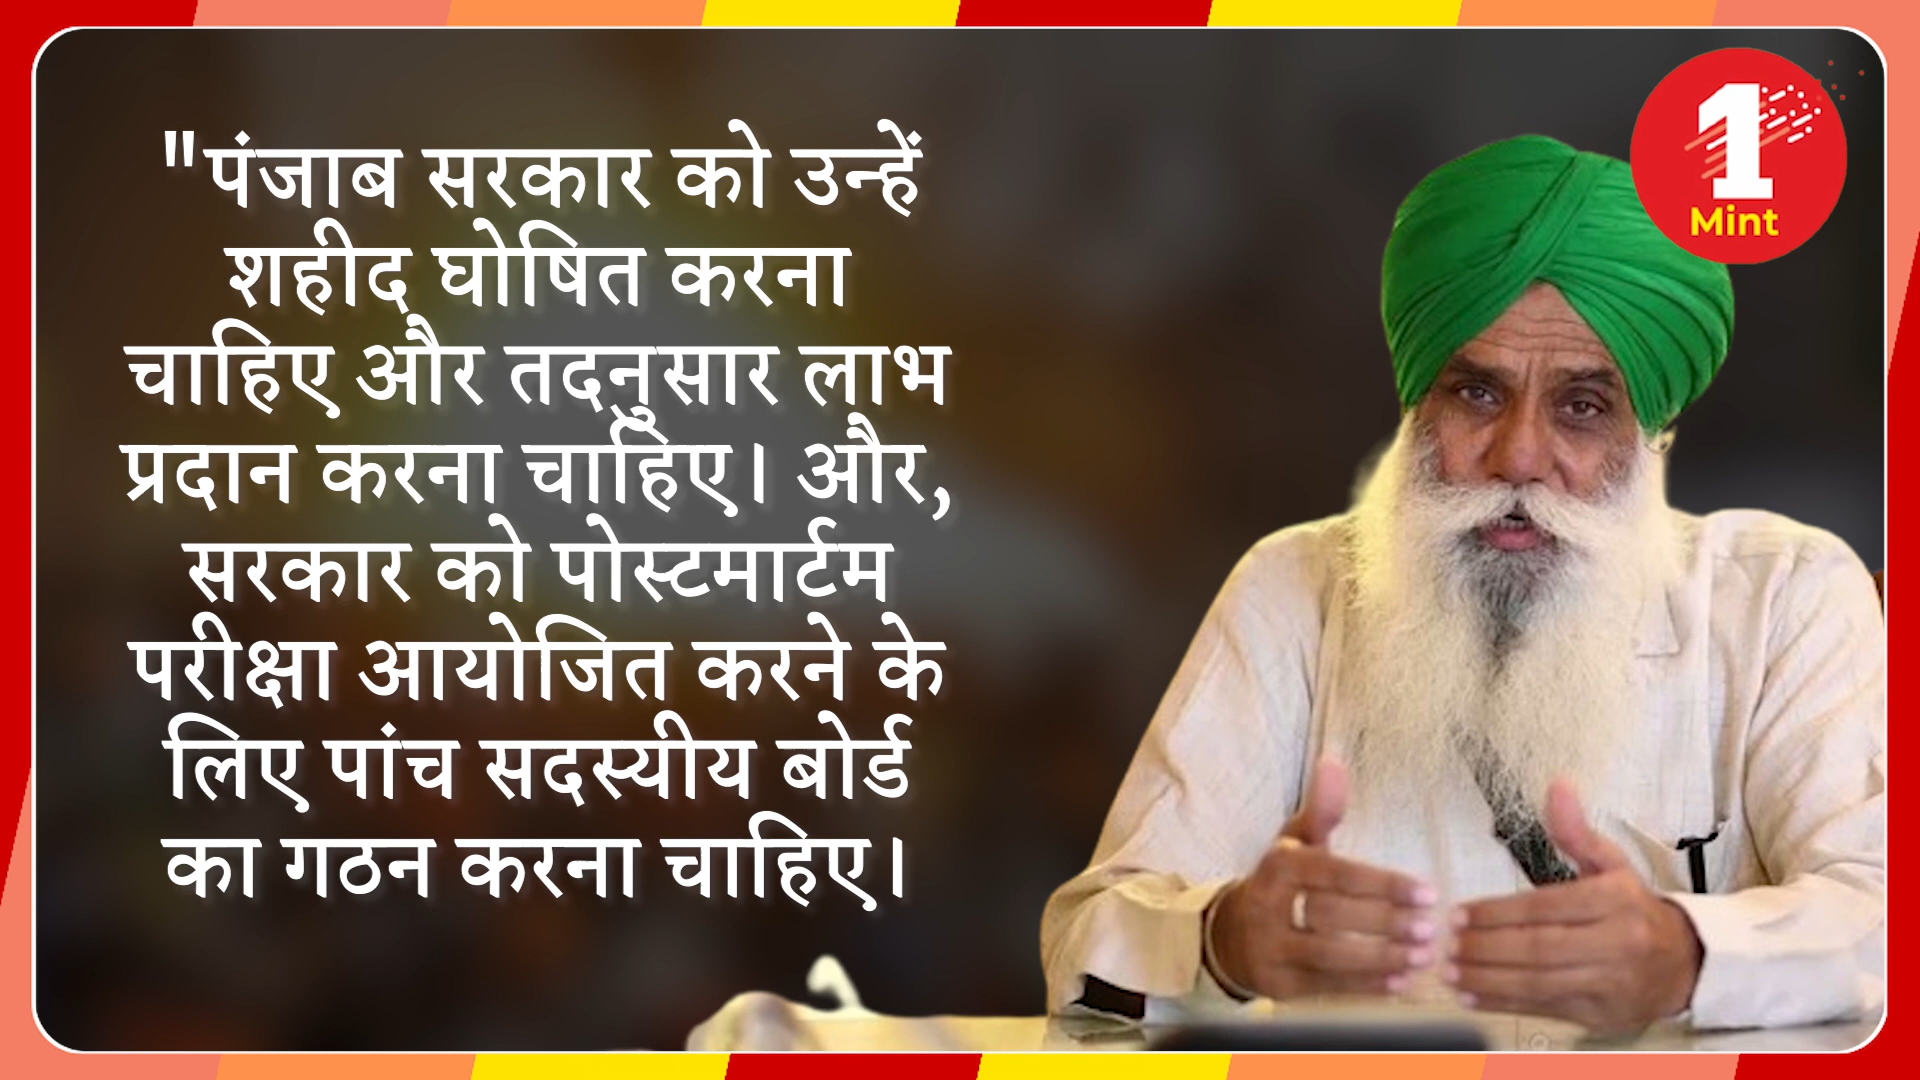 "पंजाब सरकार को उन्हें
शहीद घोषित करना
चाहिए और तदनुसार लाभ
प्रदान करना चाहिए। और,
सरकार को पोस्टमार्टम
परीक्षा आयोजित करने के
लिए पांच सदस्यीय बोर्ड
का गठन करना चाहिए।
1
Mint